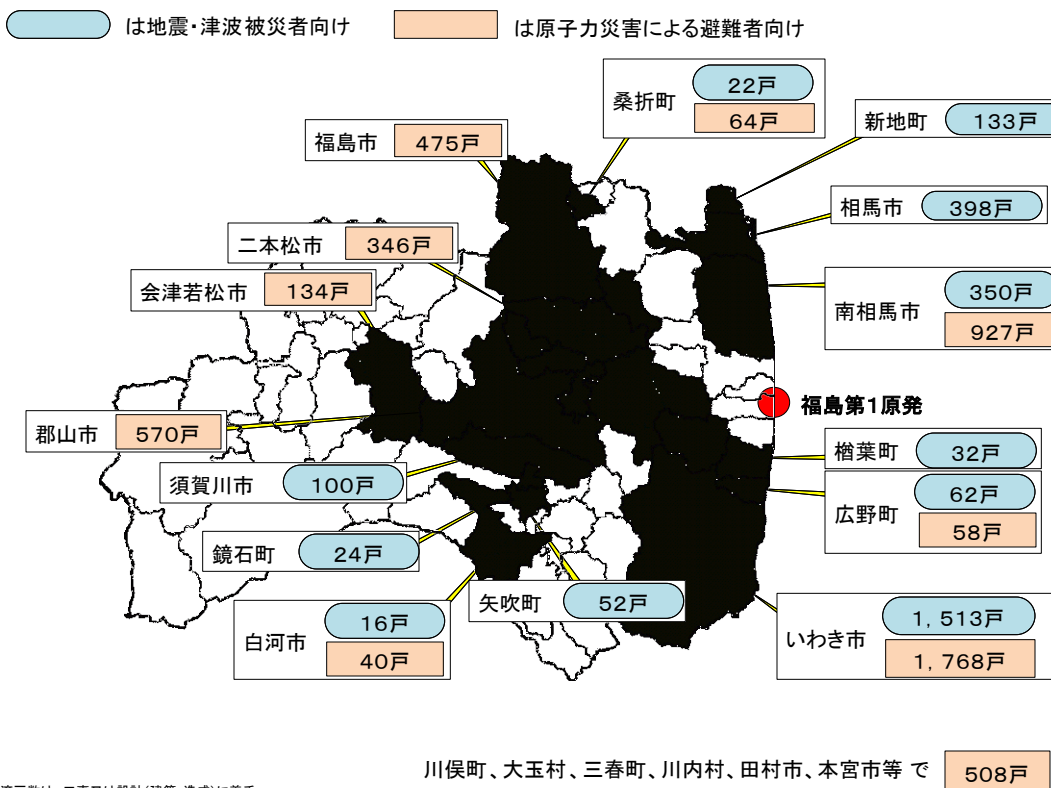 は地震・津波被災者向け
は原子力災害による避難者向け
桑折町
22戸
64戸
新地町
133戸
福島市
475戸
相馬市
398戸
二本松市
346戸
会津若松市
134戸
南相馬市
350戸
927戸
福島第1原発
郡山市
570戸
楢葉町
32戸
須賀川市
100戸
広野町
62戸
58戸
鏡石町
24戸
矢吹町
52戸
白河市
16戸
40戸
いわき市
1,513戸
1,768戸
川俣町、大玉村、三春町、川内村、田村市、本宮市等 で
508戸